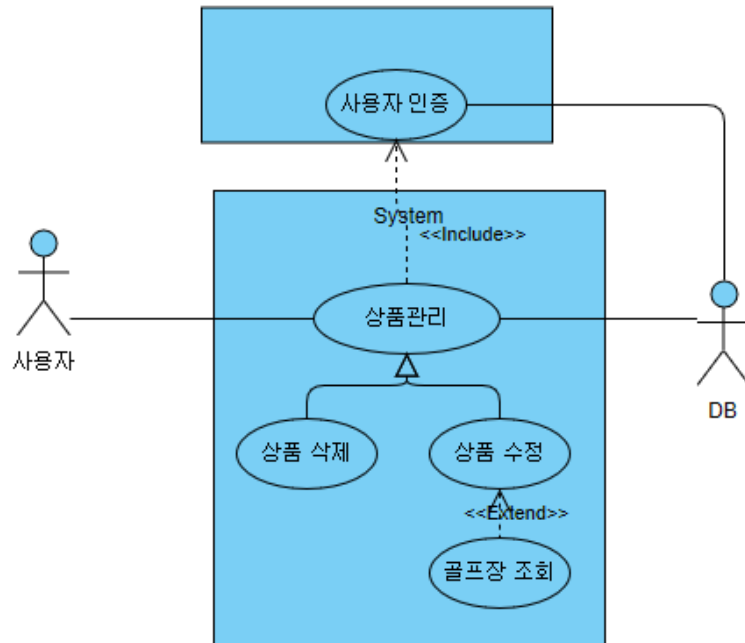 사용자 인증
System
<<Include>>
상품관리
사용자
DB
상품 삭제
상품 수정
<<Extend>>
골프장 조회